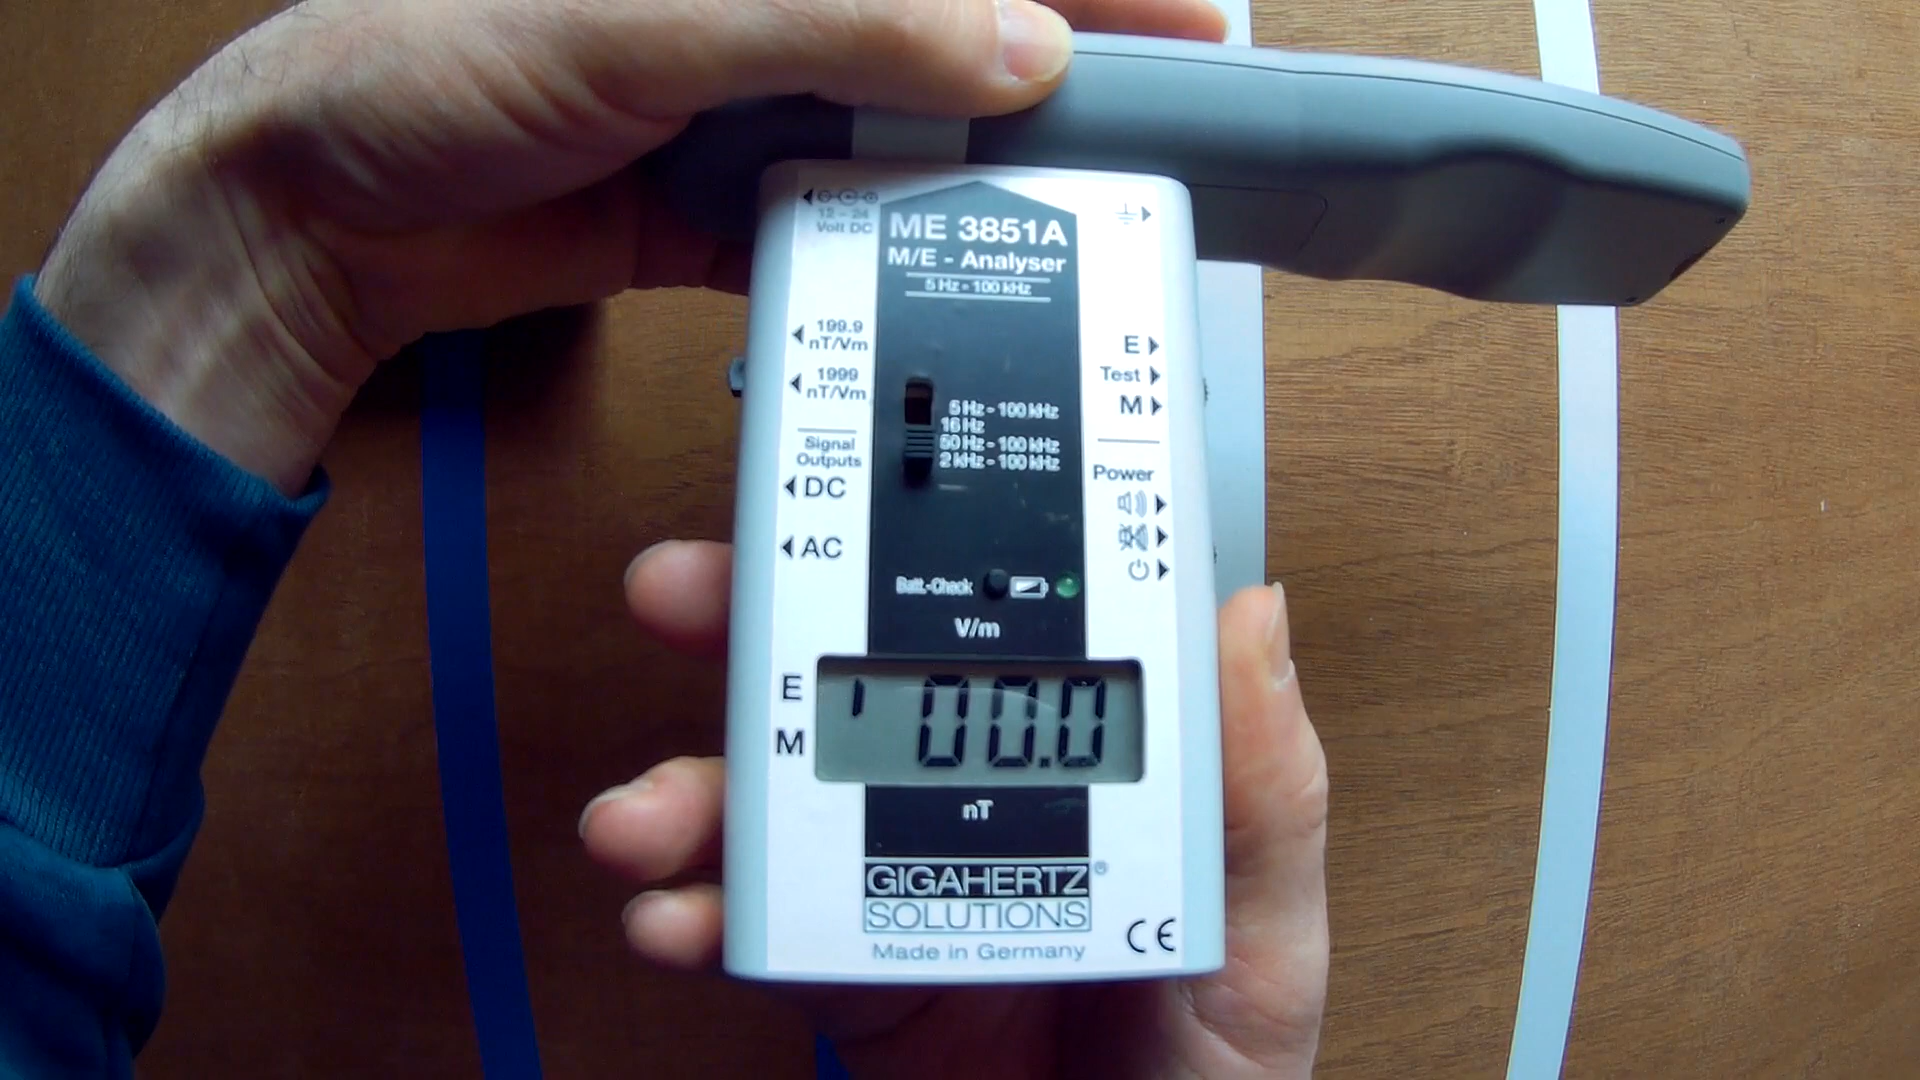 12 - 24
Volt DC
ME 3851A
M/E - Analyser
5 Hz - 100 kHz
199.9
nT/Vm
1999
nT/Vm
Signal
Outputs
DC
AC
5 Hz - 100 kHz
16 Hz
50 Hz - 100 kHz
2 kHz - 100 kHz
E
Test
M
Power
Batt.-Check
V/m
E
M
' 00.0
nT
GIGAHERTZ®
SOLUTIONS
Made in Germany
CE